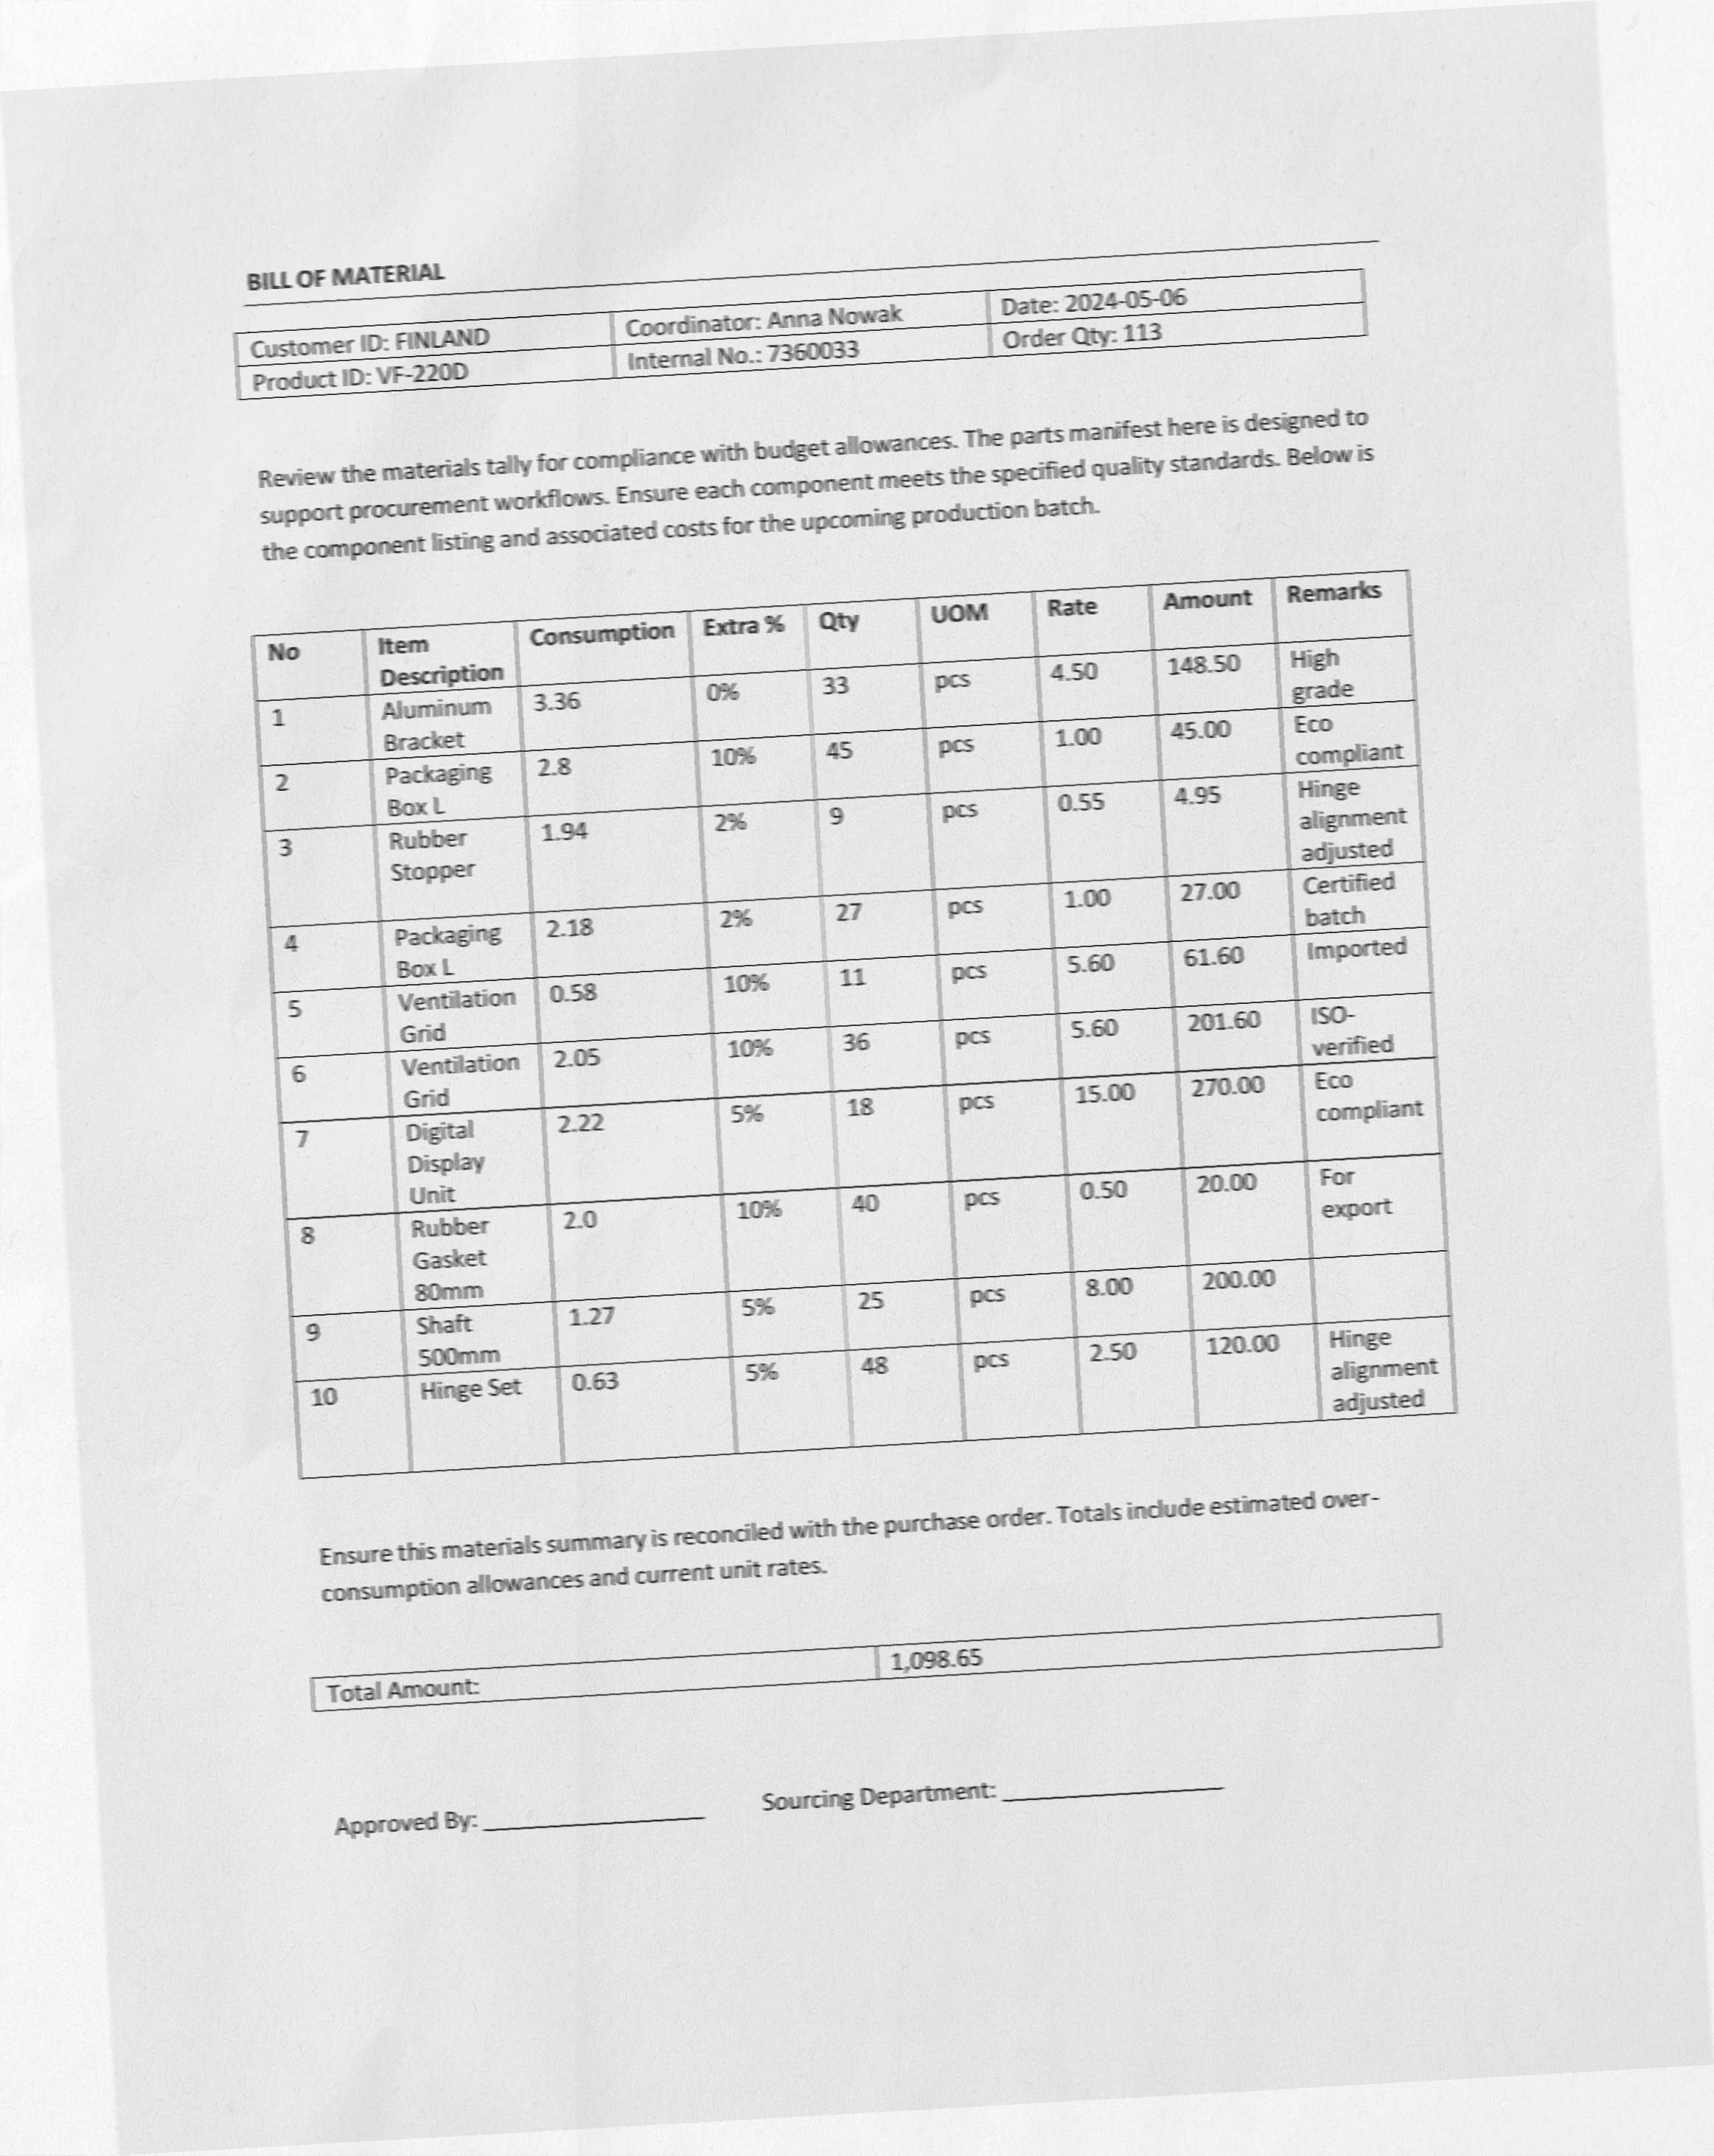 BILL OF MATERIAL
Customer ID: FINLAND Coordinator: Anna Nowak Date: 2024-05-06
Product ID: VF-220D Internal No.: 7360033 Order Qty: 113
Review the materials tally for compliance with budget allowances. The parts manifest here is designed to
support procurement workflows. Ensure each component meets the specified quality standards. Below is
the component listing and associated costs for the upcoming production batch.
No Item Description Consumption Extra % Qty UOM Rate Amount Remarks
1 Aluminum Bracket 3.36 0% 33 pcs 4.50 148.50 High grade
2 Packaging Box L 2.8 10% 45 pcs 1.00 45.00 Eco compliant
3 Rubber Stopper 1.94 2% 9 pcs 0.55 4.95 Hinge alignment adjusted
4 Packaging Box L 2.18 2% 27 pcs 1.00 27.00 Certified batch
5 Ventilation Grid 0.58 10% 11 pcs 5.60 61.60 Imported
6 Ventilation Grid 2.05 10% 36 pcs 5.60 201.60 ISO-verified
7 Digital Display Unit 2.22 5% 18 pcs 15.00 270.00 Eco compliant
8 Rubber Gasket 80mm 2.0 10% 40 pcs 0.50 20.00 For export
9 Shaft 500mm 1.27 5% 25 pcs 8.00 200.00
10 Hinge Set 0.63 5% 48 pcs 2.50 120.00 Hinge alignment adjusted
Ensure this materials summary is reconciled with the purchase order. Totals include estimated over-
consumption allowances and current unit rates.
Total Amount: 1,098.65
Approved By: ____________________ Sourcing Department: ____________________